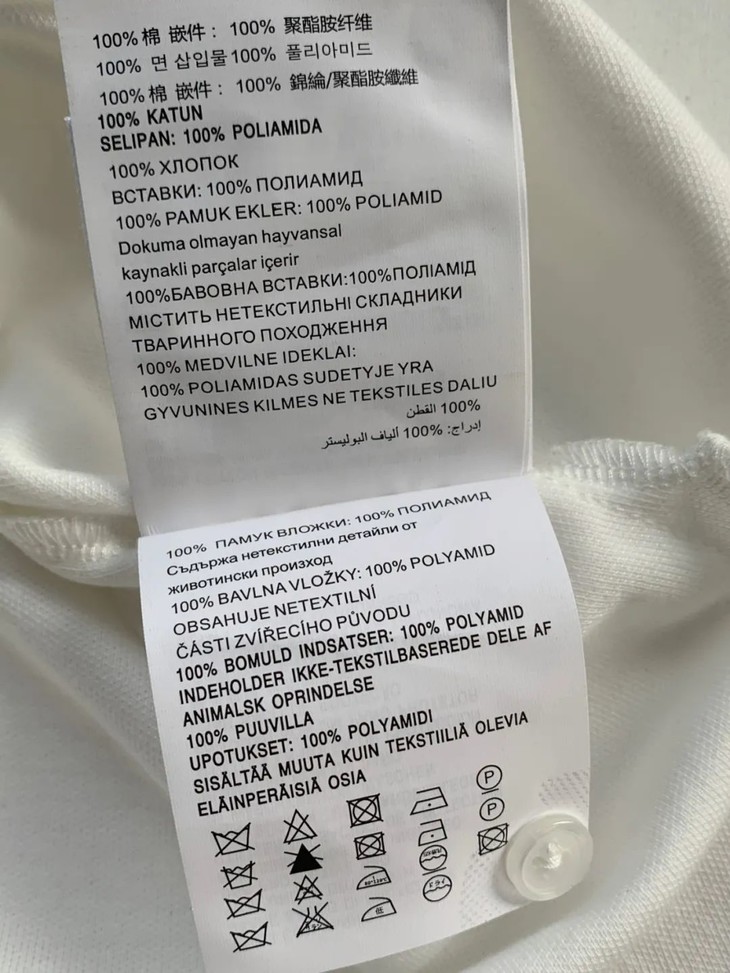 100% 棉 嵌件： 100% 聚酯胺纤维
100% 면 삽입물 100% 폴리아미드
100% 棉 嵌件： 100% 錦綸/聚酯胺纖維
100% KATUN
SELIPAN: 100% POLIAMIDA
100% ХЛОПОК
ВСТАВКИ: 100% ПОЛИАМИД
100% PAMUK EKLER: 100% POLIAMID
Dokuma olmayan hayvansal
kaynakli parçalar içerir
100%БАВОВНА ВСТАВКИ:100%ПОЛІАМІД
МІСТИТЬ НЕТЕКСТИЛЬНІ СКЛАДНИКИ
ТВАРИННОГО ПОХОДЖЕННЯ
100% MEDVILNE IDEKLAI:
100% POLIAMIDAS SUDETYJE YRA
GYVUNINES KILMES NE TEKSTILES DALIU
100% القطن
إدراج: 100% ألياف البوليستر
100% ПАМУК ВЛОЖКИ: 100% ПОЛИАМИД
Съдържа нетекстилни детайли от
животински произход
100% BAVLNA VLOŽKY: 100% POLYAMID
OBSAHUJE NETEXTILNÍ
ČÁSTI ZVÍŘECÍHO PŮVODU
100% BOMULD INDSATSER: 100% POLYAMID
INDEHOLDER IKKE-TEKSTILBASEREDE DELE AF
ANIMALSK OPRINDELSE
100% PUUVILLA
UPOTUKSET: 100% POLYAMIDI
SISÄLTÄÄ MUUTA KUIN TEKSTIILIÄ OLEVIA
ELÄINPERÄISIÄ OSIA
P
P
ドライ
低